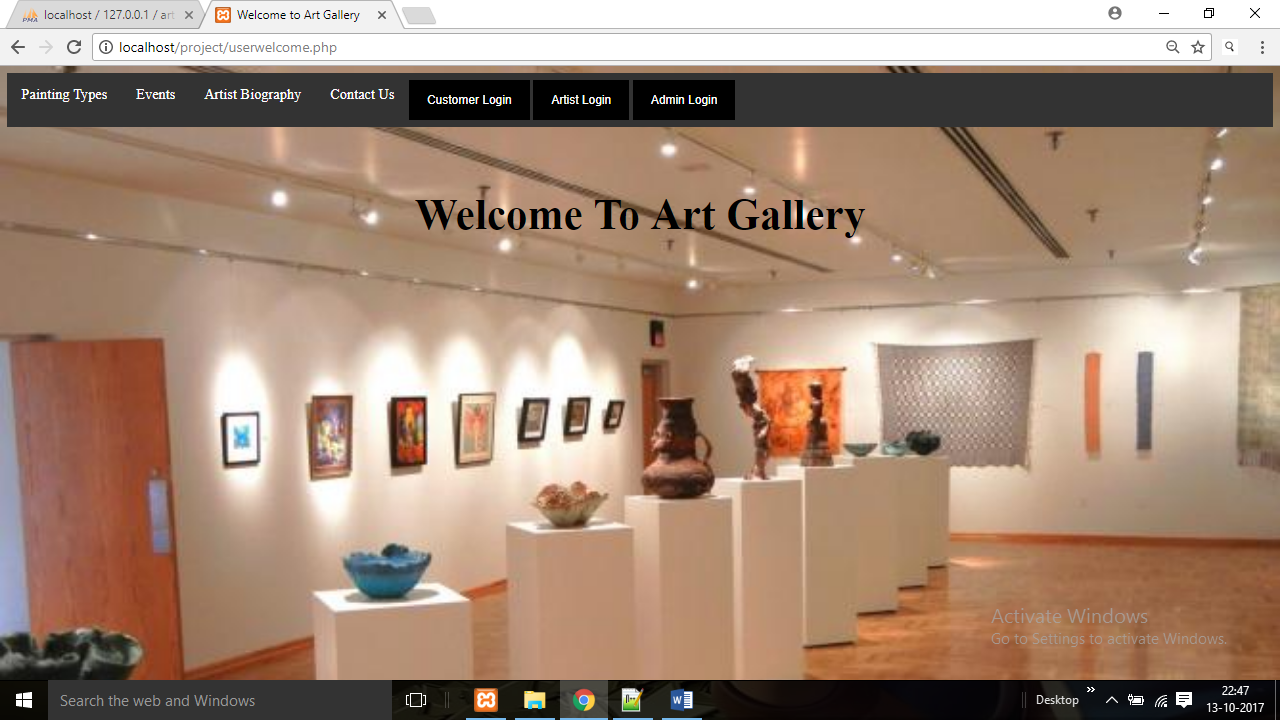 localhost / 127.0.0.1 / art
Welcome to Art Gallery
localhost/project/userwelcome.php
Painting Types Events Artist Biography Contact Us Customer Login Artist Login Admin Login
Welcome To Art Gallery
Activate Windows
Go to Settings to activate Windows.
Search the web and Windows
Desktop
22:47
13-10-2017